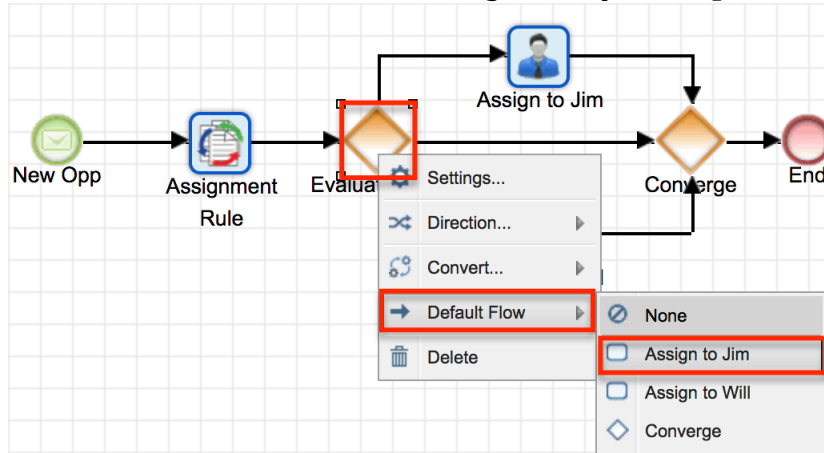 Assign to Jim
New Opp
Assignment
Rule
Evalua
Converge
End
Settings...
Direction...
Convert...
Default Flow
Delete
None
Assign to Jim
Assign to Will
Converge